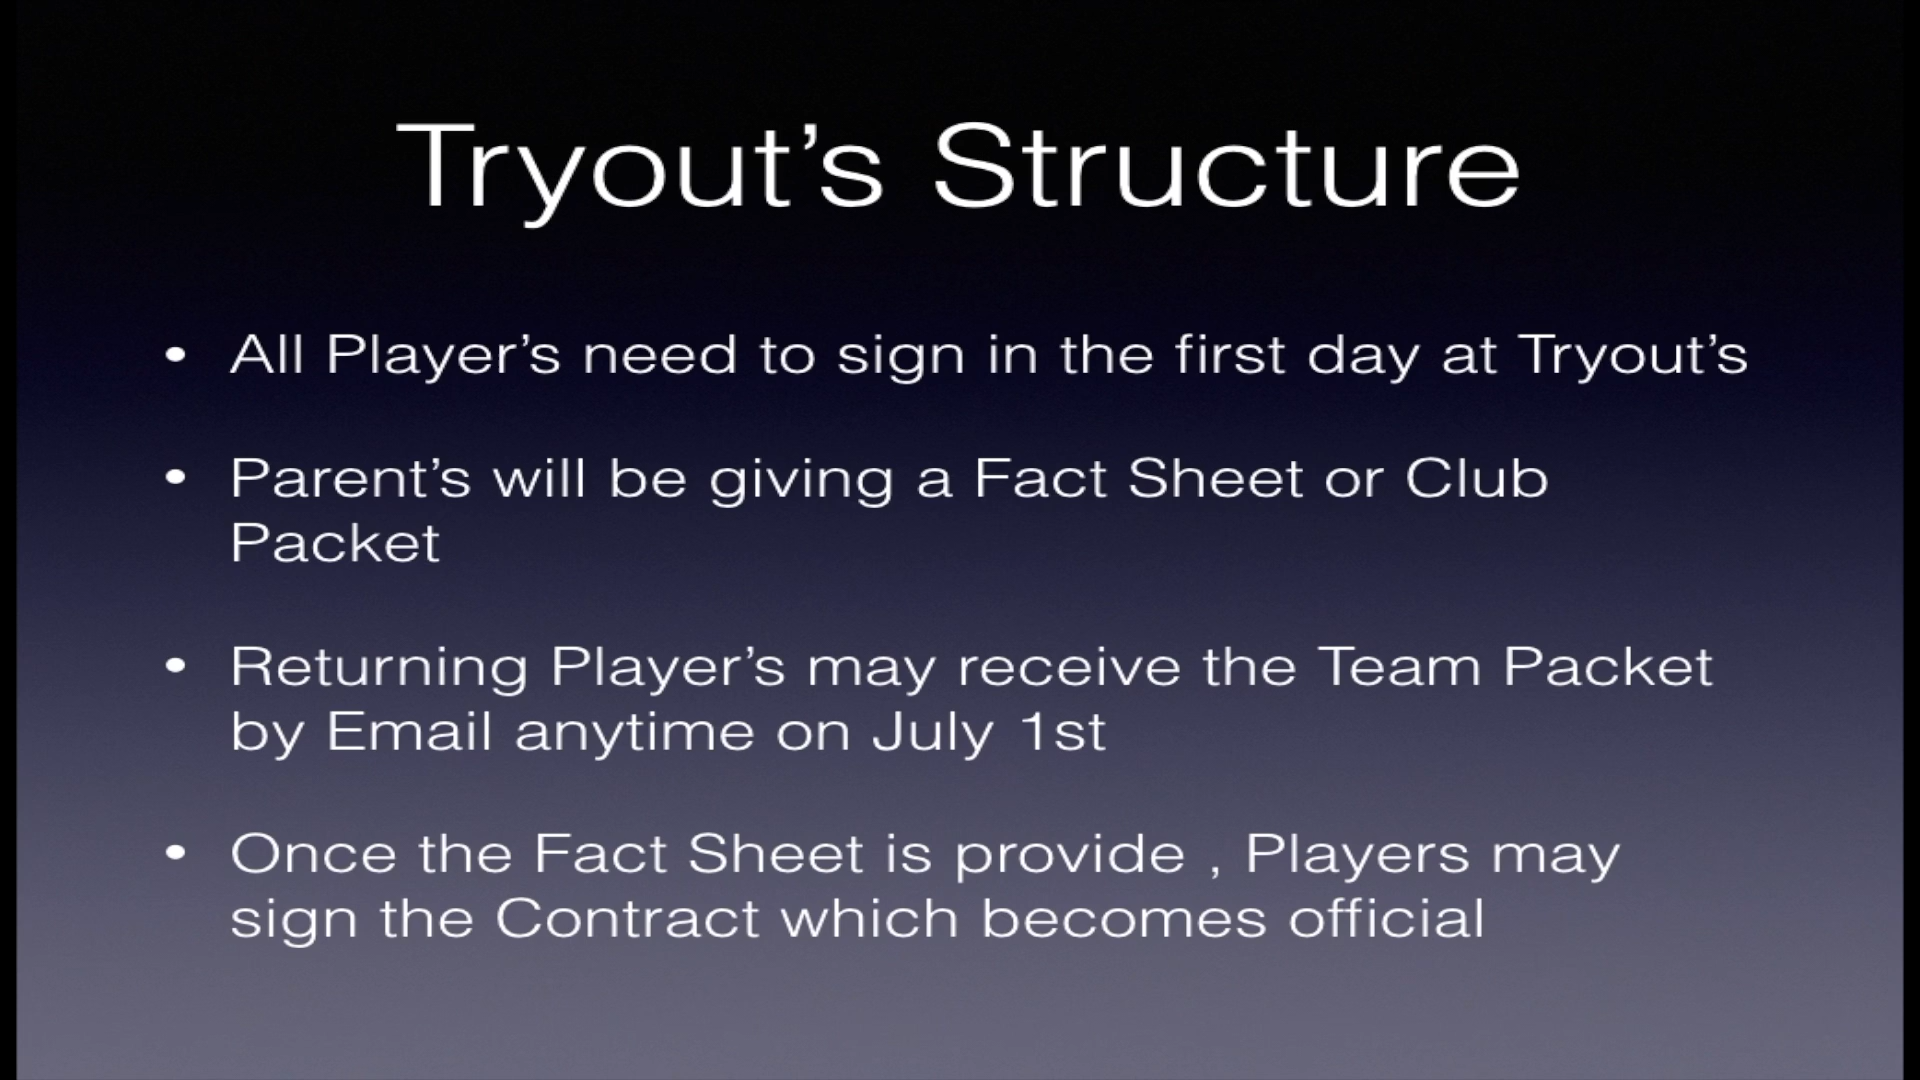 Tryout’s Structure
• All Player’s need to sign in the first day at Tryout’s
• Parent’s will be giving a Fact Sheet or Club
Packet
• Returning Player’s may receive the Team Packet
by Email anytime on July 1st
• Once the Fact Sheet is provide , Players may
sign the Contract which becomes official